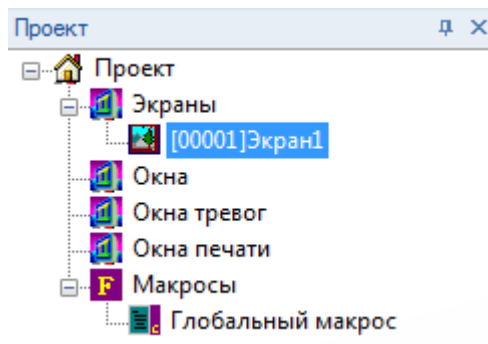 Проект
Проект
Экраны
[00001]Экран1
Окна
Окна тревог
Окна печати
F Макросы
c Глобальный макрос